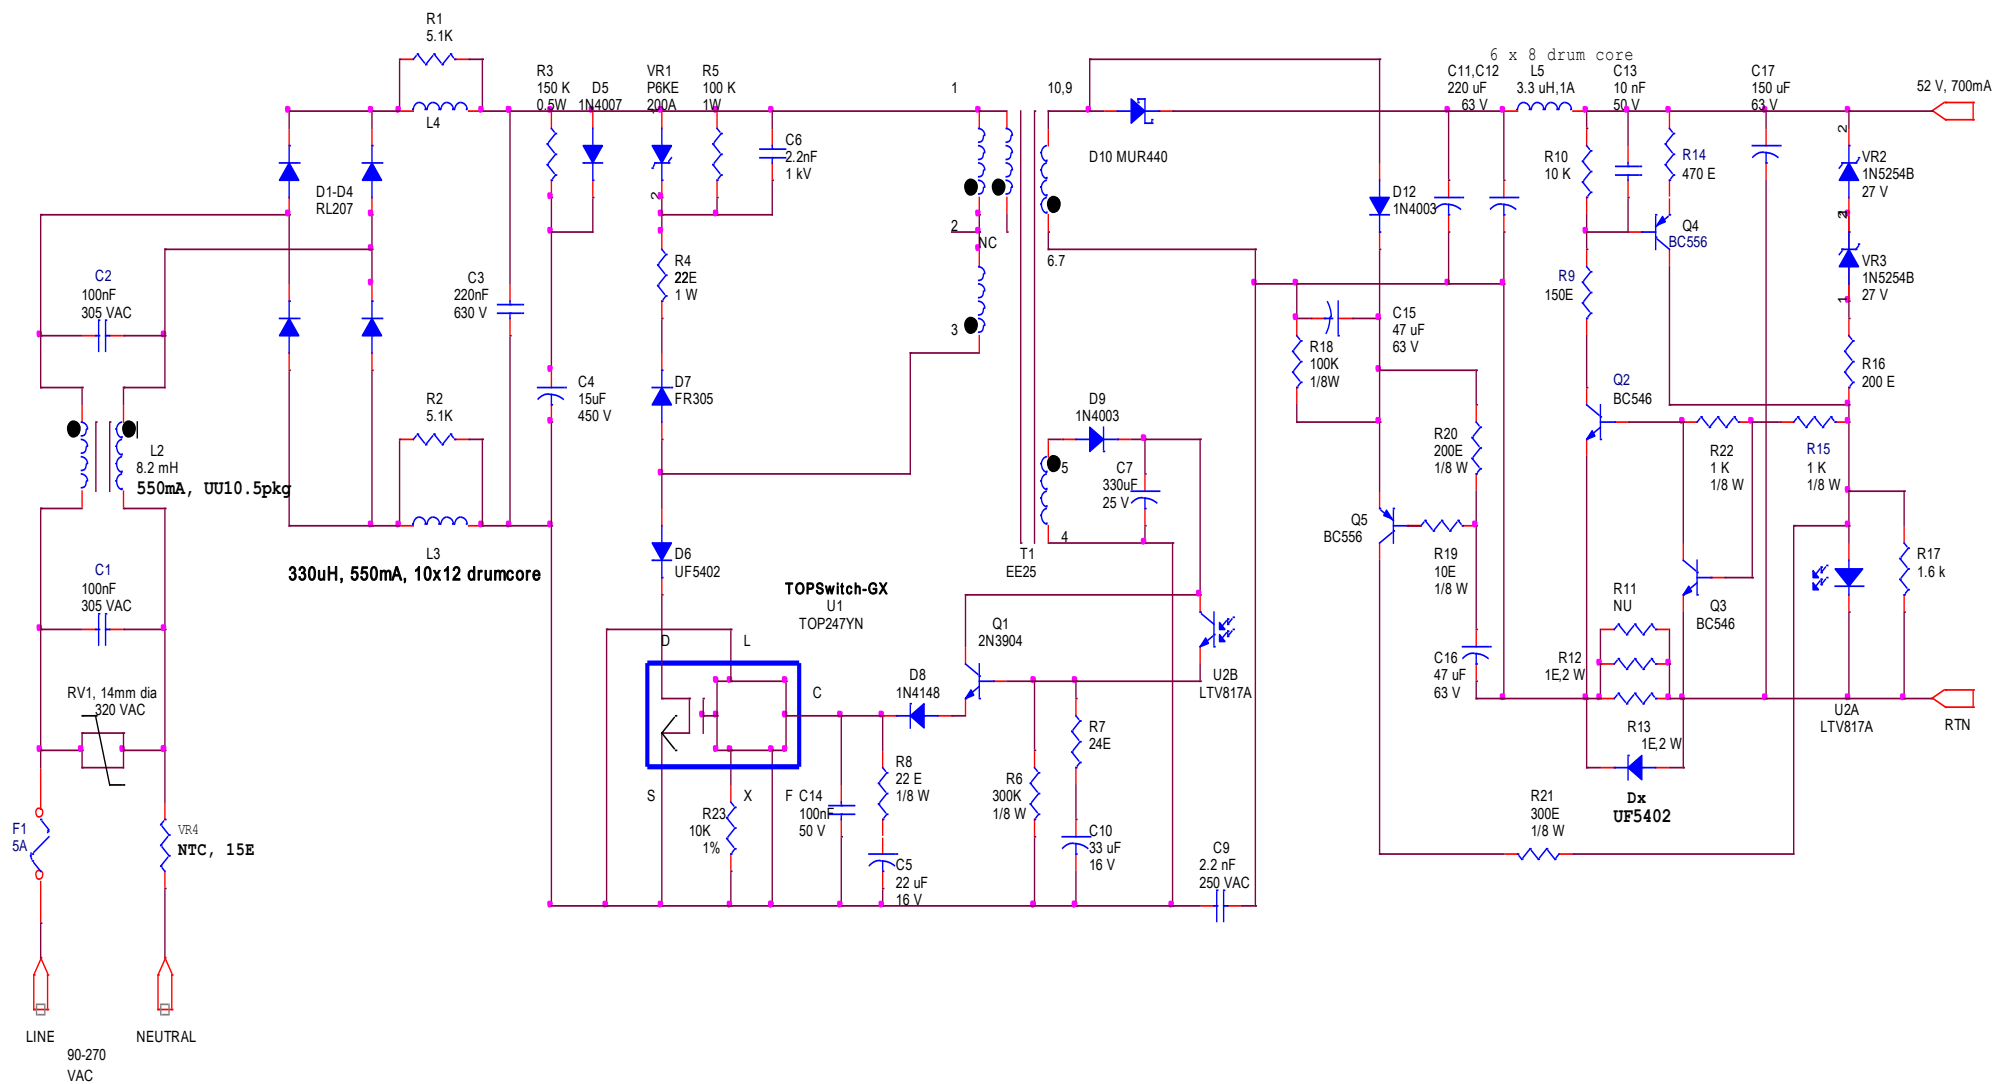 R1
5.1K
L4
R3
150 K
0.5W
D5
1N4007
VR1
P6KE
200A
1
2
R5
100 K
1W
C6
2.2nF
1 kV
D1-D4
RL207
C2
100nF
305 VAC
C3
220nF
630 V
R4
22E
1 W
C4
15uF
450 V
D7
FR305
R2
5.1K
L2
8.2 mH
550mA, UU10.5pkg
L3
330uH, 550mA, 10x12 drumcore
C1
100nF
305 VAC
RV1, 14mm dia
320 VAC
F1
5A
VR4
NTC, 15E
LINE
NEUTRAL
90-270
VAC
D6
UF5402
TOPSwitch-GX
U1
TOP247YN
D
L
C
S
X
F
R23
10K
1%
C14
100nF
50 V
D8
1N4148
R8
22 E
1/8 W
C5
22 uF
16 V
Q1
2N3904
R6
300K
1/8 W
R7
24E
C10
33 uF
16 V
C9
2.2 nF
250 VAC
U2B
LTV817A
1
2
NC
3
10,9
6.7
5
4
T1
EE25
D9
1N4003
C7
330uF
25 V
D10 MUR440
D12
1N4003
C11,C12
220 uF
63 V
6 x 8 drum core
L5
3.3 uH,1A
C13
10 nF
50 V
C17
150 uF
63 V
52 V, 700mA
R10
10 K
R14
470 E
Q4
BC556
2
VR2
1N5254B
27 V
2
VR3
1N5254B
27 V
1
R9
150E
C15
47 uF
63 V
R18
100K
1/8W
R16
200 E
Q2
BC546
R20
200E
1/8 W
R22
1 K
1/8 W
R15
1 K
1/8 W
Q5
BC556
R19
10E
1/8 W
C16
47 uF
63 V
R11
NU
R12
1E,2 W
R13
1E,2 W
Q3
BC546
R17
1.6 k
U2A
LTV817A
RTN
Dx
UF5402
R21
300E
1/8 W